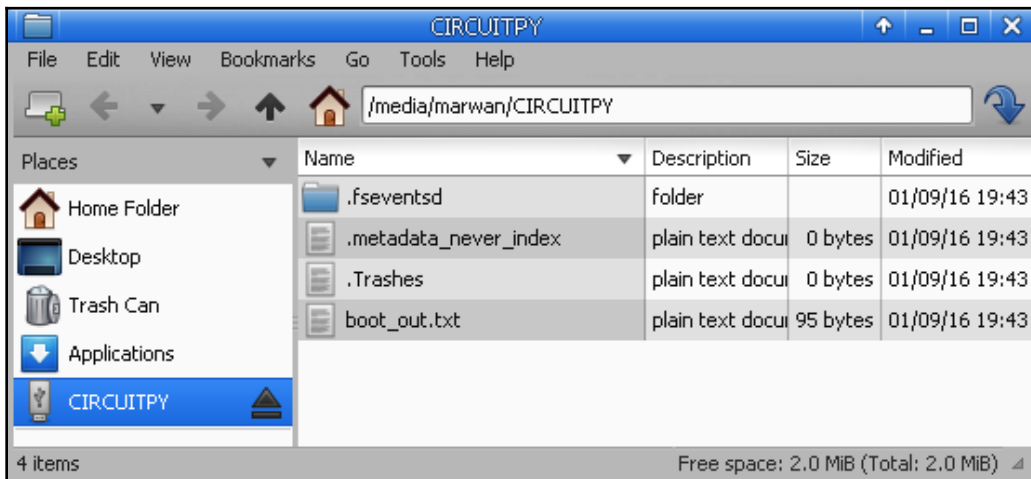 CIRCUITPY
File Edit View Bookmarks Go Tools Help
/media/marwan/CIRCUITPY
Places Name Description Size Modified
Home Folder .fseventsd folder 01/09/16 19:43
.metadata_never_index plain text docu 0 bytes 01/09/16 19:43
Desktop
.Trashes plain text docu 0 bytes 01/09/16 19:43
Trash Can
boot_out.txt plain text docu 95 bytes 01/09/16 19:43
Applications
CIRCUITPY
4 items Free space: 2.0 MiB (Total: 2.0 MiB)